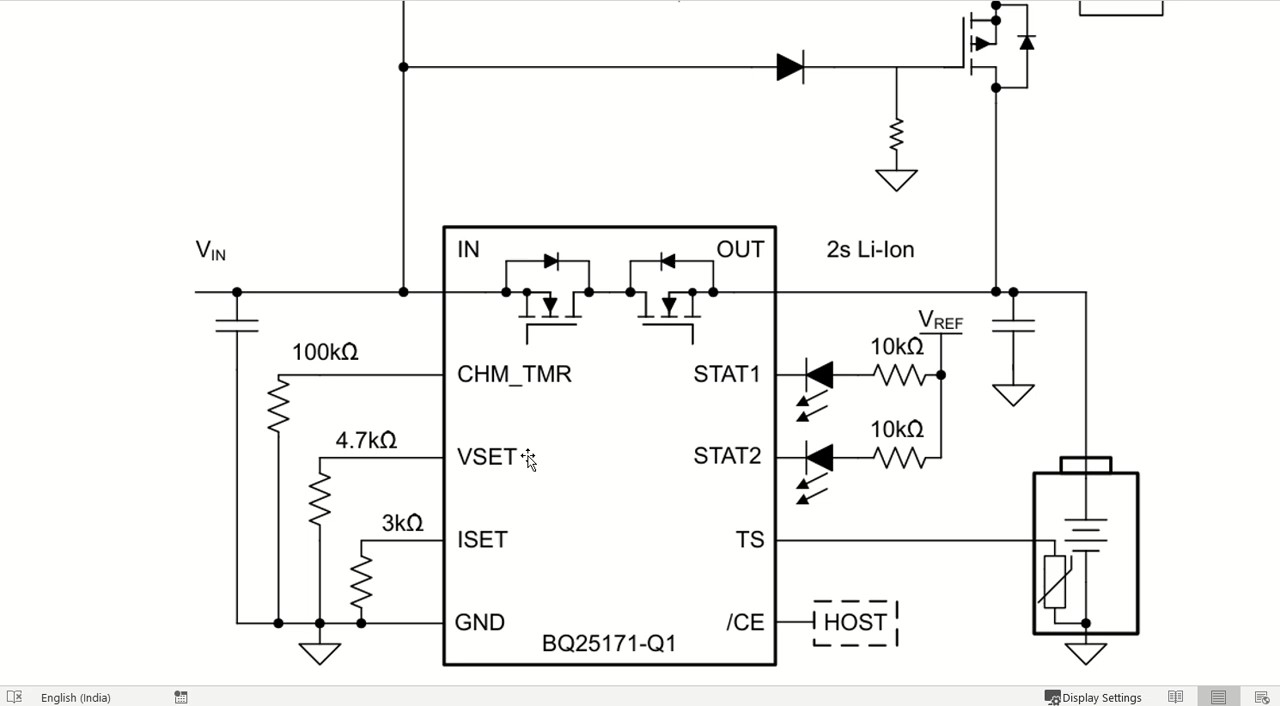 IN
OUT
2s Li-Ion
VIN
VREF
100kΩ
10kΩ
CHM_TMR
STAT1
4.7kΩ
10kΩ
VSET
STAT2
3kΩ
ISET
TS
GND
/CE
HOST
BQ25171-Q1
English (India)
Display Settings